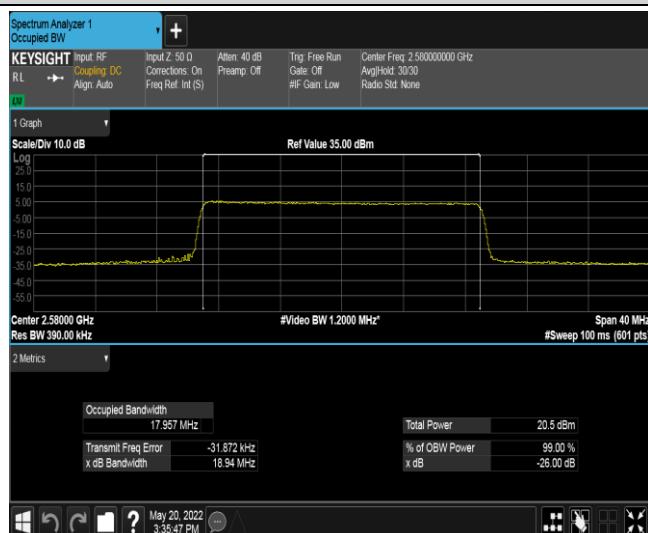 Spectrum Analyzer 1
Occupied BW
+
KEYSIGHT Input: RF Input Z: 50 Ω Atten: 40 dB Trig: Free Run Center Freq: 2.580000000 GHz
RL Coupling: DC Corrections: On Preamp: Off Gate: Off Avg|Hold: 30/30
Align: Auto Freq Ref: Int (S) #IF Gain: Low Radio Std: None
LXI
1 Graph
Scale/Div 10.0 dB Ref Value 35.00 dBm
Log
25.0
15.0
5.00
-5.00
-15.0
-25.0
-35.0
-45.0
-55.0
Center 2.58000 GHz #Video BW 1.2000 MHz* Span 40 MHz
Res BW 390.00 kHz #Sweep 100 ms (601 pts)
2 Metrics
Occupied Bandwidth
17.957 MHz Total Power 20.5 dBm
Transmit Freq Error -31.872 kHz % of OBW Power 99.00 %
x dB Bandwidth 18.94 MHz x dB -26.00 dB
? May 20, 2022
3:35:47 PM